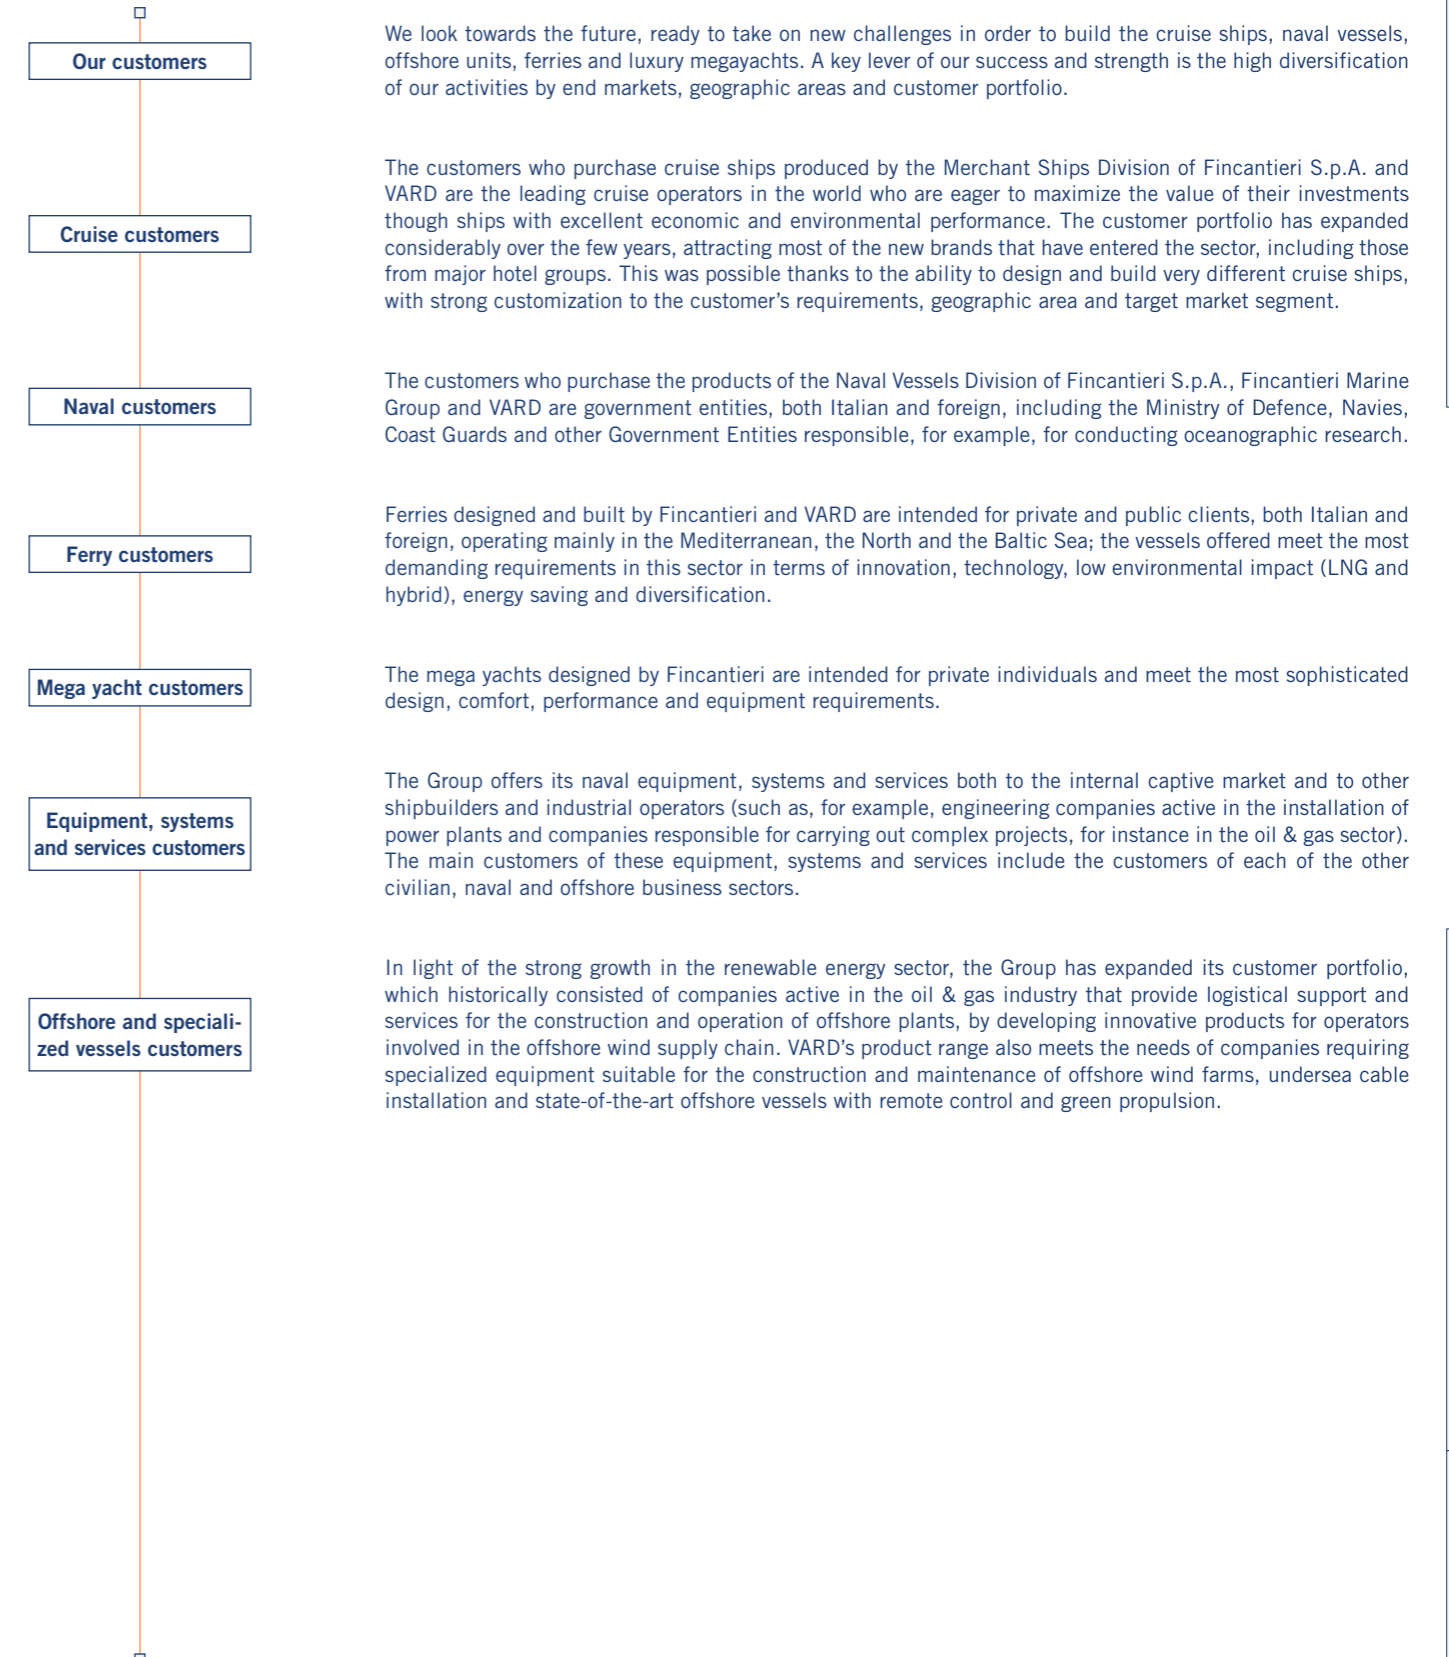 Our customers
We look towards the future, ready to take on new challenges in order to build the cruise ships, naval vessels,
offshore units, ferries and luxury megayachts. A key lever of our success and strength is the high diversification
of our activities by end markets, geographic areas and customer portfolio.
Cruise customers
The customers who purchase cruise ships produced by the Merchant Ships Division of Fincantieri S.p.A. and
VARD are the leading cruise operators in the world who are eager to maximize the value of their investments
though ships with excellent economic and environmental performance. The customer portfolio has expanded
considerably over the few years, attracting most of the new brands that have entered the sector, including those
from major hotel groups. This was possible thanks to the ability to design and build very different cruise ships,
with strong customization to the customer’s requirements, geographic area and target market segment.
Naval customers
The customers who purchase the products of the Naval Vessels Division of Fincantieri S.p.A., Fincantieri Marine
Group and VARD are government entities, both Italian and foreign, including the Ministry of Defence, Navies,
Coast Guards and other Government Entities responsible, for example, for conducting oceanographic research.
Ferry customers
Ferries designed and built by Fincantieri and VARD are intended for private and public clients, both Italian and
foreign, operating mainly in the Mediterranean, the North and the Baltic Sea; the vessels offered meet the most
demanding requirements in this sector in terms of innovation, technology, low environmental impact (LNG and
hybrid), energy saving and diversification.
Mega yacht customers
The mega yachts designed by Fincantieri are intended for private individuals and meet the most sophisticated
design, comfort, performance and equipment requirements.
Equipment, systems
and services customers
The Group offers its naval equipment, systems and services both to the internal captive market and to other
shipbuilders and industrial operators (such as, for example, engineering companies active in the installation of
power plants and companies responsible for carrying out complex projects, for instance in the oil & gas sector).
The main customers of these equipment, systems and services include the customers of each of the other
civilian, naval and offshore business sectors.
Offshore and speciali-
zed vessels customers
In light of the strong growth in the renewable energy sector, the Group has expanded its customer portfolio,
which historically consisted of companies active in the oil & gas industry that provide logistical support and
services for the construction and operation of offshore plants, by developing innovative products for operators
involved in the offshore wind supply chain. VARD’s product range also meets the needs of companies requiring
specialized equipment suitable for the construction and maintenance of offshore wind farms, undersea cable
installation and state-of-the-art offshore vessels with remote control and green propulsion.